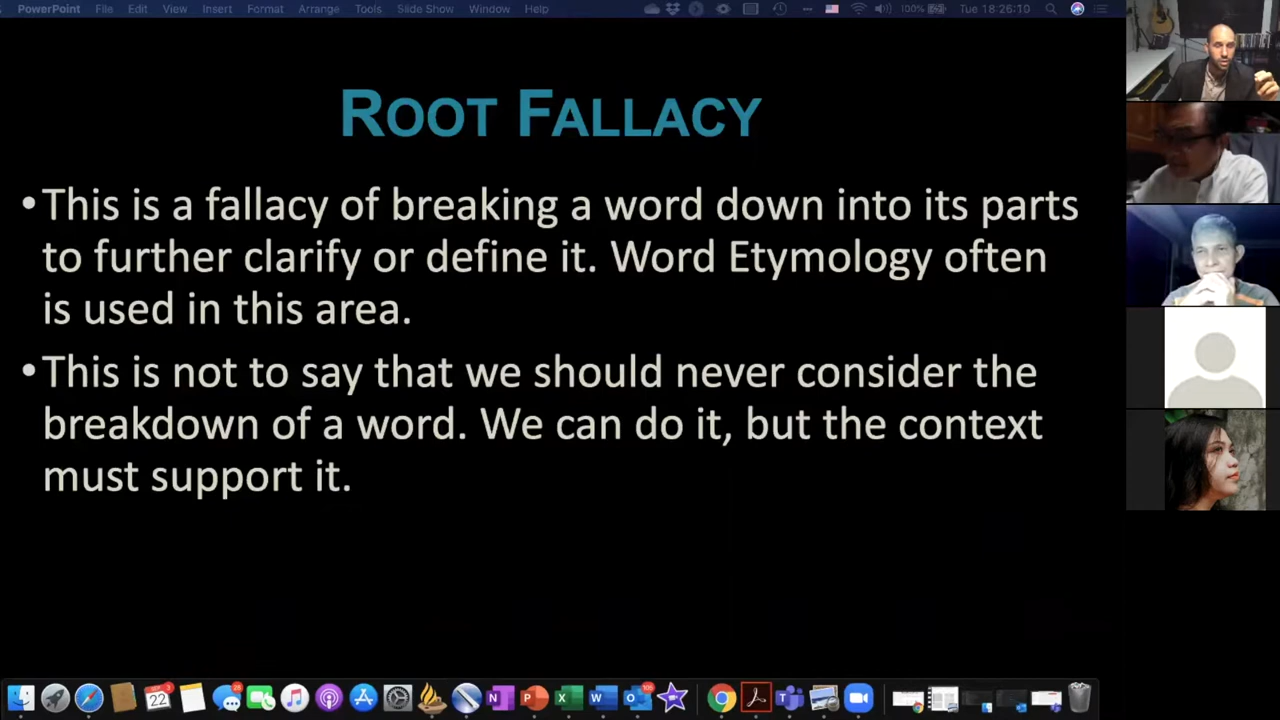 PowerPoint File Edit View Insert Format Arrange Tools Slide Show Window Help 100% Tue 18:26:10
ROOT FALLACY
•This is a fallacy of breaking a word down into its parts
to further clarify or define it. Word Etymology often
is used in this area.
•This is not to say that we should never consider the
breakdown of a word. We can do it, but the context
must support it.
22